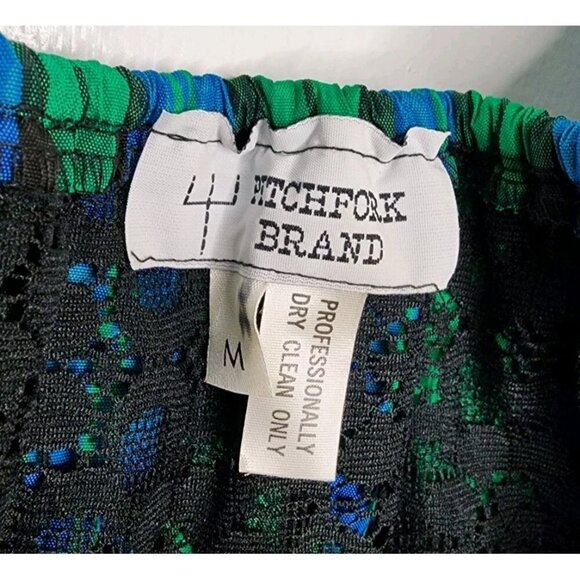 PITCHFORK
BRAND
M
PROFESSIONALLY
DRY CLEAN ONLY